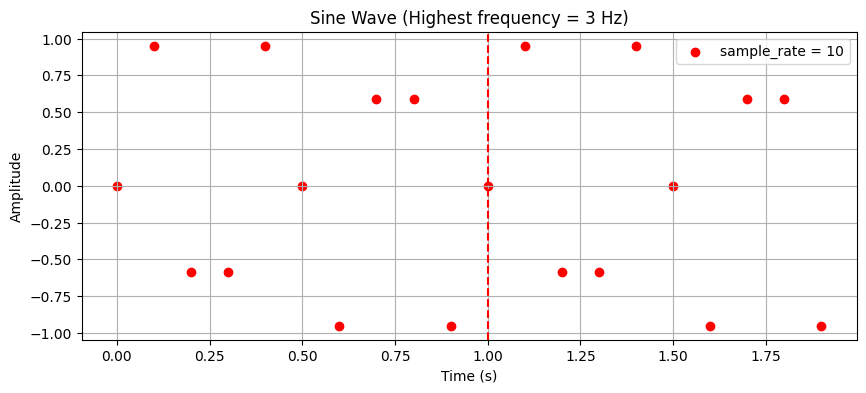 Sine Wave (Highest frequency = 3 Hz)
sample_rate = 10
Amplitude
1.00
0.75
0.50
0.25
0.00
−0.25
−0.50
−0.75
−1.00
0.00 0.25 0.50 0.75 1.00 1.25 1.50 1.75
Time (s)